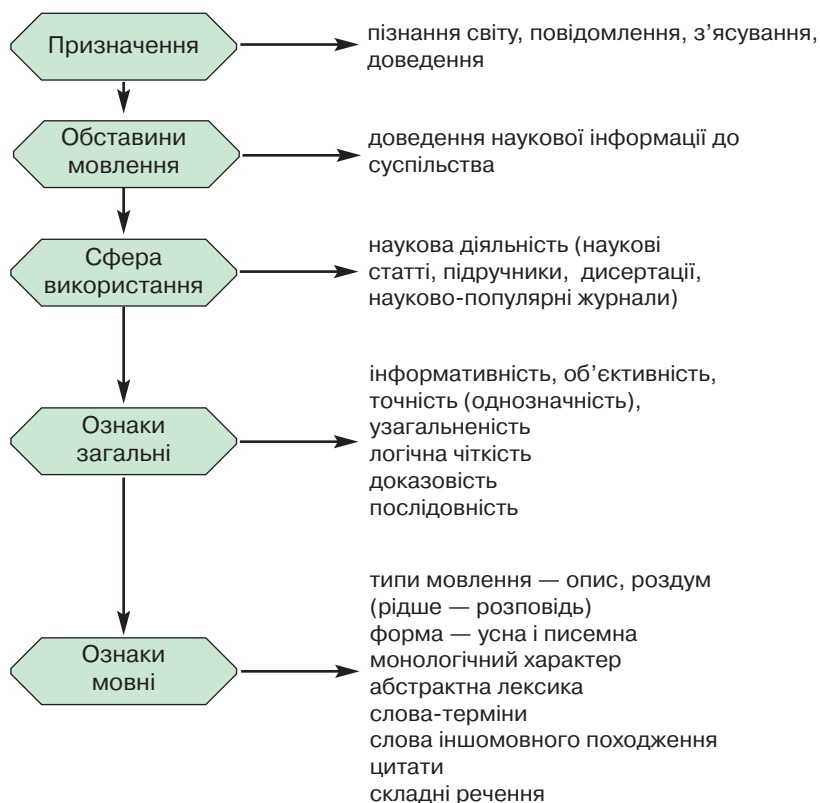 Призначення
пізнання світу, повідомлення, з’ясування,
доведення
Обставини
мовлення
доведення наукової інформації до
суспільства
Сфера
використання
наукова діяльність (наукові
статті, підручники, дисертації,
науково-популярні журнали)
Ознаки
загальні
інформативність, об’єктивність,
точність (однозначність),
узагальненість
логічна чіткість
доказовість
послідовність
Ознаки
мовні
типи мовлення — опис, роздум
(рідше — розповідь)
форма — усна і писемна
монологічний характер
абстрактна лексика
слова-терміни
слова іншомовного походження
цитати
складні речення